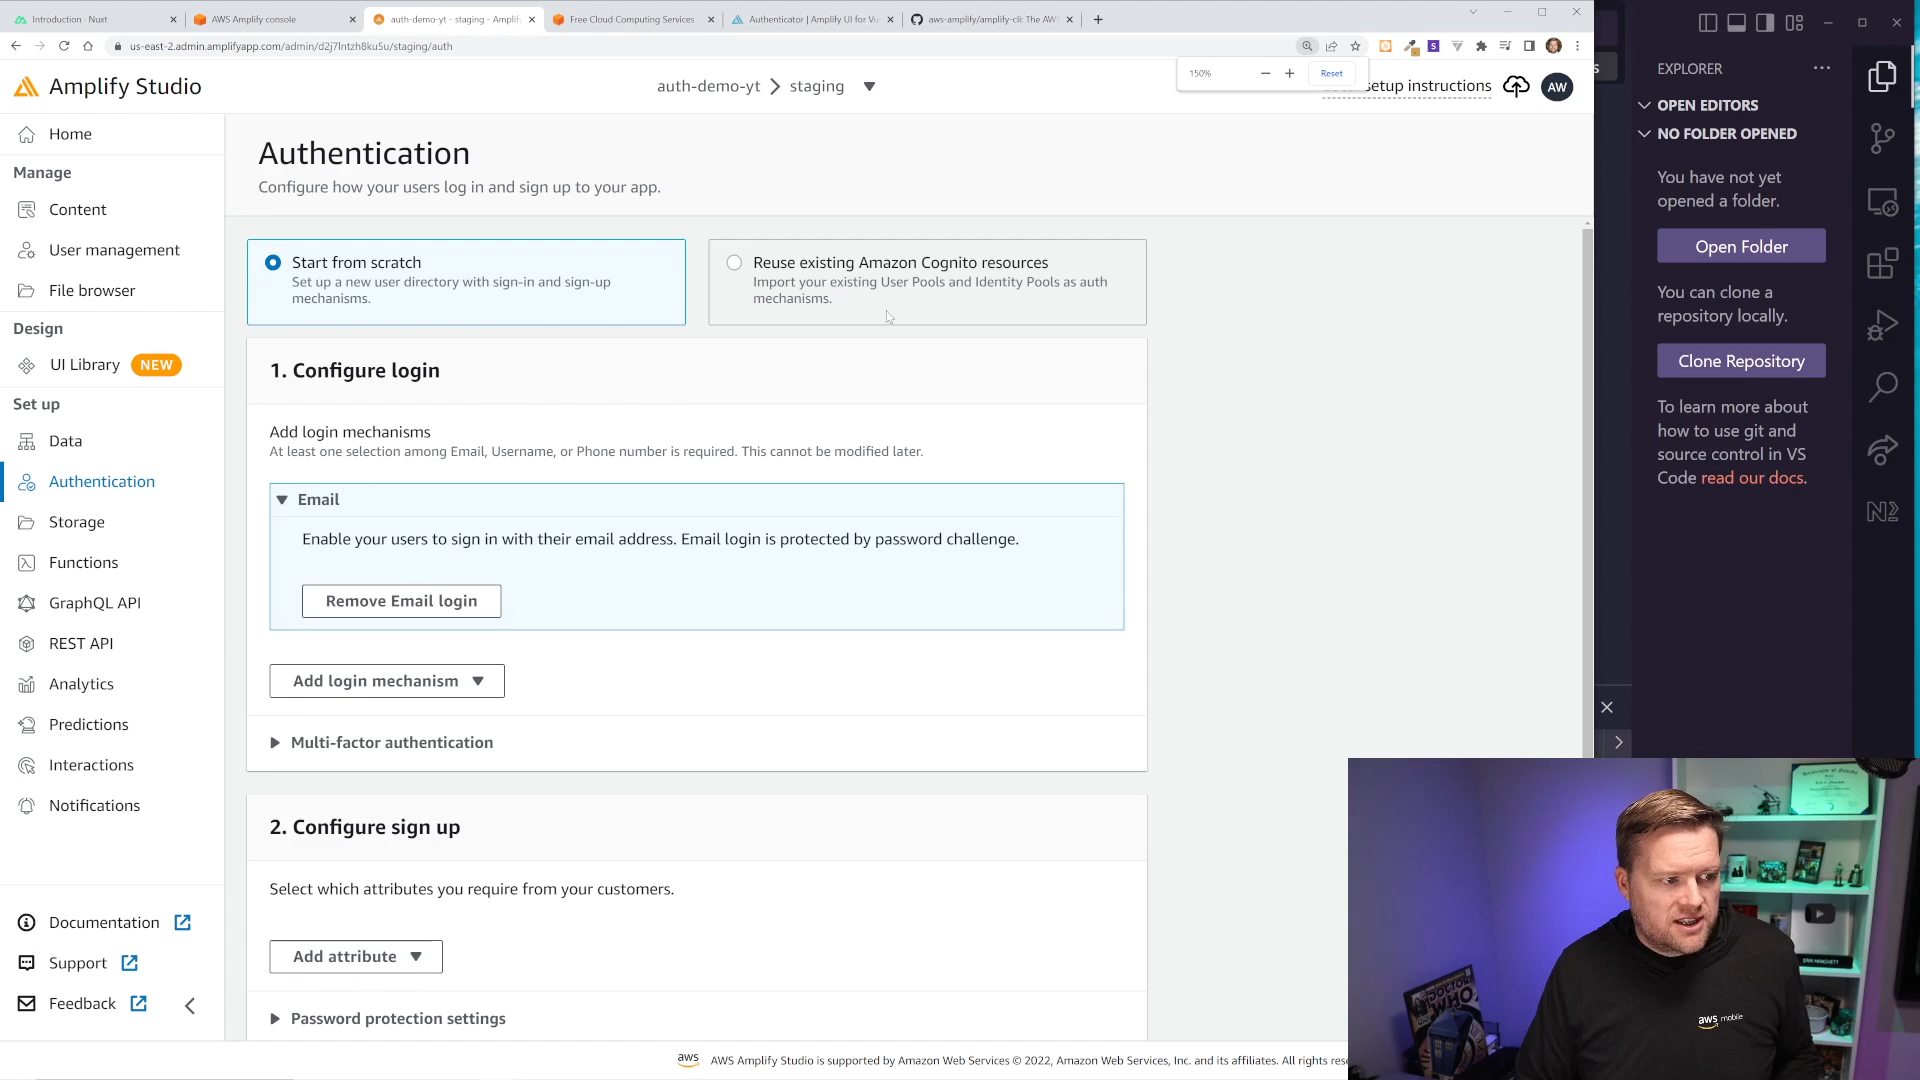 Introduction · Nuxt
AWS Amplify console
auth-demo-yt - staging - Amplif
Free Cloud Computing Services
Authenticator | Amplify UI for Vu
aws-amplify/amplify-cli: The AW
us-east-2.admin.amplifyapp.com/admin/d2j7lntzh8ku5u/staging/auth
150%
Reset
Amplify Studio
auth-demo-yt
staging
setup instructions
AW
Home
Manage
Content
User management
File browser
Design
UI Library NEW
Set up
Data
Authentication
Storage
Functions
GraphQL API
REST API
Analytics
Predictions
Interactions
Notifications
Documentation
Support
Feedback
Authentication
Configure how your users log in and sign up to your app.
Start from scratch
Set up a new user directory with sign-in and sign-up
mechanisms.
Reuse existing Amazon Cognito resources
Import your existing User Pools and Identity Pools as auth
mechanisms.
1. Configure login
Add login mechanisms
At least one selection among Email, Username, or Phone number is required. This cannot be modified later.
Email
Enable your users to sign in with their email address. Email login is protected by password challenge.
Remove Email login
Add login mechanism
Multi-factor authentication
2. Configure sign up
Select which attributes you require from your customers.
Add attribute
Password protection settings
aws AWS Amplify Studio is supported by Amazon Web Services © 2022, Amazon Web Services, Inc. and its affiliates. All rights rese
EXPLORER
OPEN EDITORS
NO FOLDER OPENED
You have not yet
opened a folder.
Open Folder
You can clone a
repository locally.
Clone Repository
To learn more about
how to use git and
source control in VS
Code read our docs.
DOCTOR
WHO
ERIK HANCHETT
aws mobile